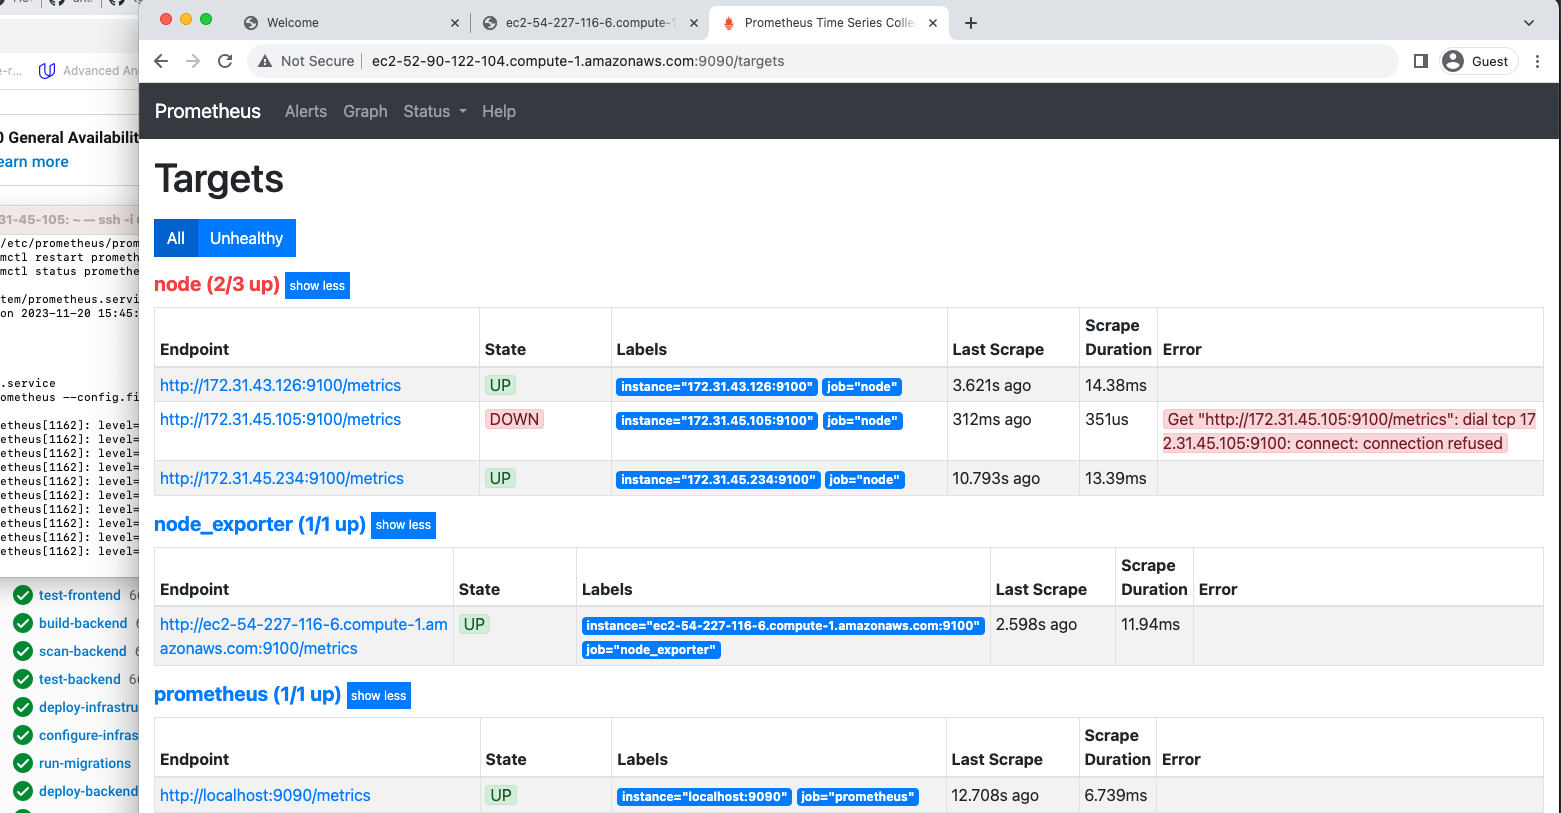 Welcome
ec2-54-227-116-6.compute-1
Prometheus Time Series Colle
Not Secure
ec2-52-90-122-104.compute-1.amazonaws.com:9090/targets
Guest
Advanced An
General Availabilit
earn more
31-45-105: ~ — ssh -i
/etc/prometheus/prom
mctl restart prometh
mctl status promethe
tem/prometheus.servi
on 2023-11-20 15:45:
.service
ometheus --config.fi
etheus[1162]: level=
etheus[1162]: level=
etheus[1162]: level=
etheus[1162]: level=
etheus[1162]: level=
etheus[1162]: level=
etheus[1162]: level=
etheus[1162]: level=
etheus[1162]: level=
etheus[1162]: level=
test-frontend
build-backend
scan-backend
test-backend
deploy-infrastru
configure-infras
run-migrations
deploy-backend
Prometheus Alerts Graph Status Help
Targets
All Unhealthy
node (2/3 up) show less
Endpoint State Labels Last Scrape Scrape Duration Error
http://172.31.43.126:9100/metrics UP instance="172.31.43.126:9100" job="node" 3.621s ago 14.38ms
http://172.31.45.105:9100/metrics DOWN instance="172.31.45.105:9100" job="node" 312ms ago 351us Get "http://172.31.45.105:9100/metrics": dial tcp 17
2.31.45.105:9100: connect: connection refused
http://172.31.45.234:9100/metrics UP instance="172.31.45.234:9100" job="node" 10.793s ago 13.39ms
node_exporter (1/1 up) show less
Endpoint State Labels Last Scrape Scrape Duration Error
http://ec2-54-227-116-6.compute-1.am UP instance="ec2-54-227-116-6.compute-1.amazonaws.com:9100" 2.598s ago 11.94ms
azonaws.com:9100/metrics job="node_exporter"
prometheus (1/1 up) show less
Endpoint State Labels Last Scrape Scrape Duration Error
http://localhost:9090/metrics UP instance="localhost:9090" job="prometheus" 12.708s ago 6.739ms